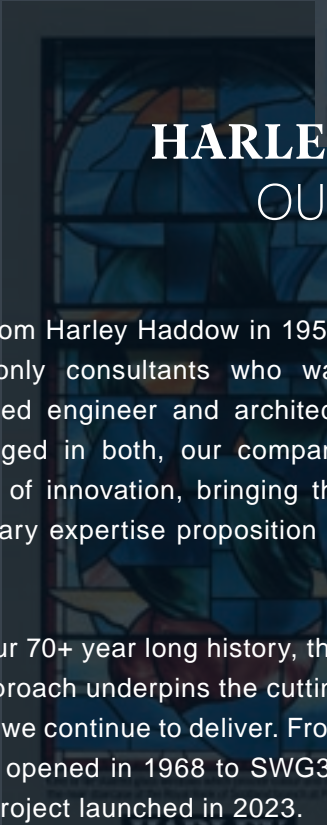 HARLE
OU
om Harley Haddow in 195
only consultants who wa
ed engineer and architec
ged in both, our compan
of innovation, bringing th
ary expertise proposition
ur 70+ year long history, th
proach underpins the cuttin
we continue to deliver. Fro
opened in 1968 to SWG3
roject launched in 2023.